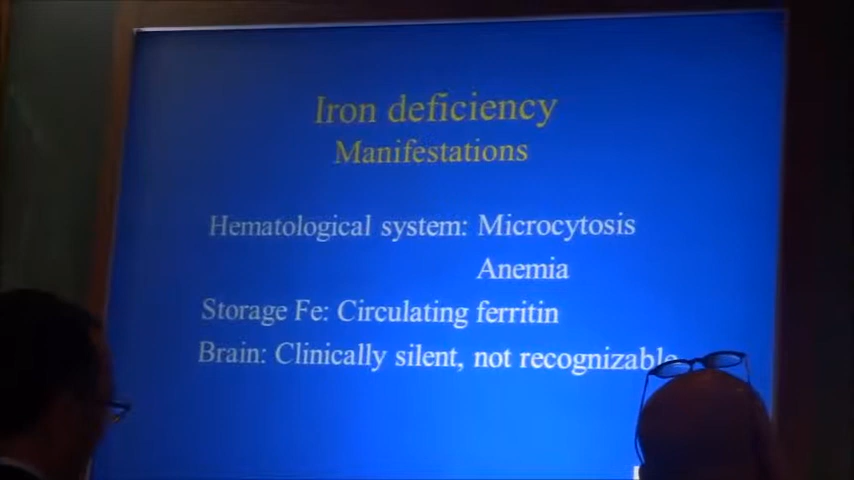 Iron deficiency
Manifestations
Hematological system: Microcytosis
Anemia
Storage Fe: Circulating ferritin
Brain: Clinically silent, not recognizable